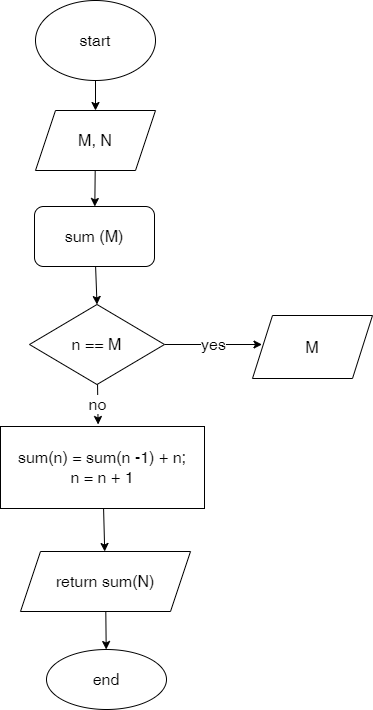 start
M, N
sum (M)
n == M
yes
M
no
sum(n) = sum(n -1) + n;
n = n + 1
return sum(N)
end